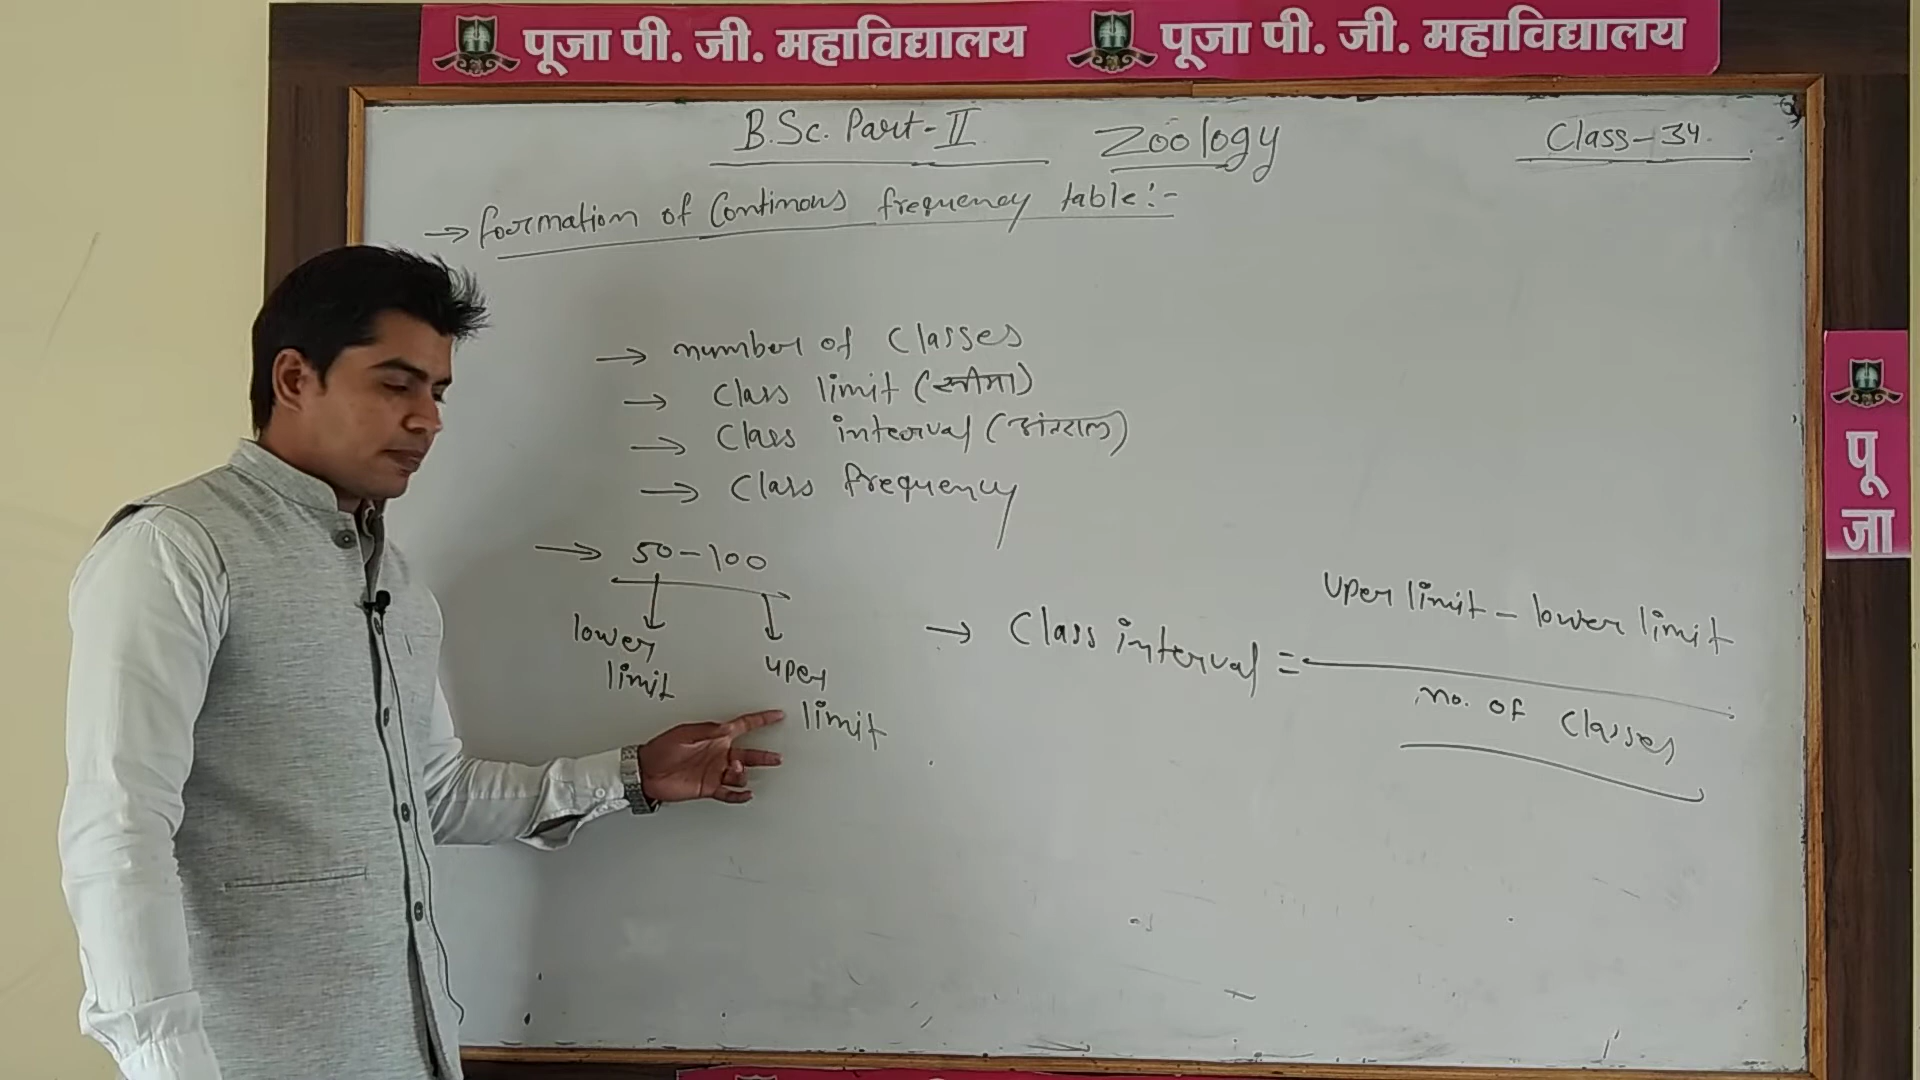 पूजा पी. जी. महाविद्यालय पूजा पी. जी. महाविद्यालय
B.Sc. Part-II Zoology Class-34.
→ formation of Continous frequency table:-
→ number of classes
→ Class limit (सीमा)
→ Class interval (अंतराल)
→ Class frequency
→ 50-100
lower limit
uper limit
→ Class interval =
Uper limit - lower limit
no. of Classes
पूजा